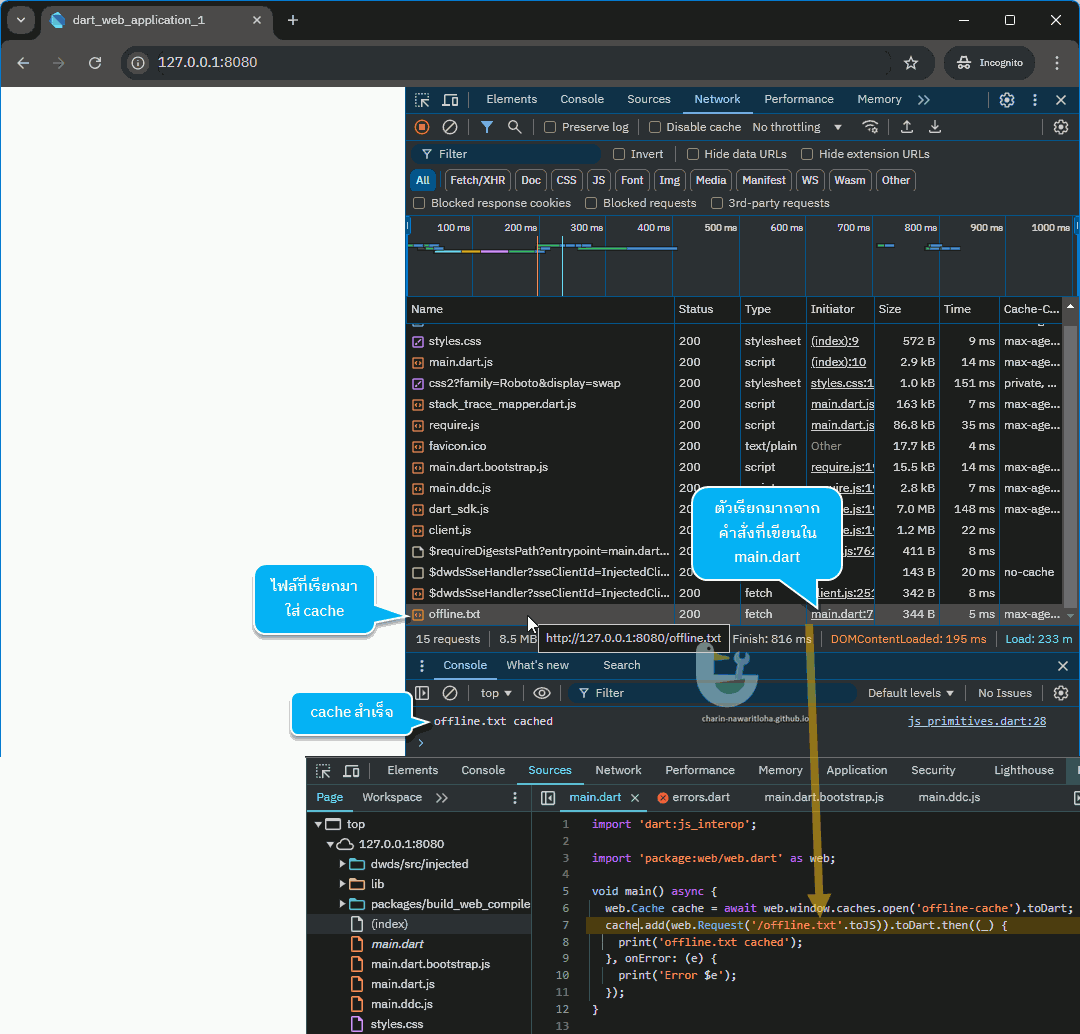 dart_web_application_1
127.0.0.1:8080
Incognito
Elements Console Sources Network Performance Memory
Preserve log Disable cache No throttling
Filter Invert Hide data URLs Hide extension URLs
All Fetch/XHR Doc CSS JS Font Img Media Manifest WS Wasm Other
Blocked response cookies Blocked requests 3rd-party requests
100 ms 200 ms 300 ms 400 ms 500 ms 600 ms 700 ms 800 ms 900 ms 1000 ms
Name Status Type Initiator Size Time Cache-C...
styles.css 200 stylesheet (index):9 572 B 9 ms max-age...
main.dart.js 200 script (index):10 2.9 kB 14 ms max-age...
css2?family=Roboto&display=swap 200 stylesheet styles.css:1 1.0 kB 151 ms private, ...
stack_trace_mapper.dart.js 200 script main.dart.js 163 kB 7 ms max-age...
require.js 200 script main.dart.js 86.8 kB 35 ms max-age...
favicon.ico 200 text/plain Other 17.7 kB 4 ms
main.dart.bootstrap.js 200 script require.js:19 15.5 kB 14 ms max-age...
main.ddc.js 200 script 2.8 kB 7 ms max-age...
dart_sdk.js 200 7.0 MB 148 ms max-age...
client.js 200 1.2 MB 22 ms
$requireDigestsPath?entrypoint=main.dart... 411 B 8 ms
$dwdsSseHandler?sseClientId=InjectedCli... 143 B 20 ms no-cache
$dwdsSseHandler?sseClientId=InjectedCli... 200 fetch client.js:251 342 B 8 ms
offline.txt 200 fetch main.dart:7 344 B 5 ms max-age...
ตัวเรียกมากจาก
คำสั่งที่เขียนใน
main.dart
ไฟล์ที่เรียกมา
ใส่ cache
15 requests 8.5 MB Finish: 816 ms DOMContentLoaded: 195 ms Load: 233 m
http://127.0.0.1:8080/offline.txt
Console What's new Search
top Filter Default levels No Issues
cache สำเร็จ
offline.txt cached js_primitives.dart:28
charin-nawaritloha.github.io
Elements Console Sources Network Performance Memory Application Security Lighthouse
Page Workspace main.dart errors.dart main.dart.bootstrap.js main.ddc.js
top
127.0.0.1:8080
dwds/src/injected
lib
packages/build_web_compile
(index)
main.dart
main.dart.bootstrap.js
main.dart.js
main.ddc.js
styles.css
1 import 'dart:js_interop';
2
3 import 'package:web/web.dart' as web;
4
5 void main() async {
6 web.Cache cache = await web.window.caches.open('offline-cache').toDart;
7 cache.add(web.Request('/offline.txt'.toJS)).toDart.then((_) {
8 print('offline.txt cached');
9 }, onError: (e) {
10 print('Error $e');
11 });
12 }
13